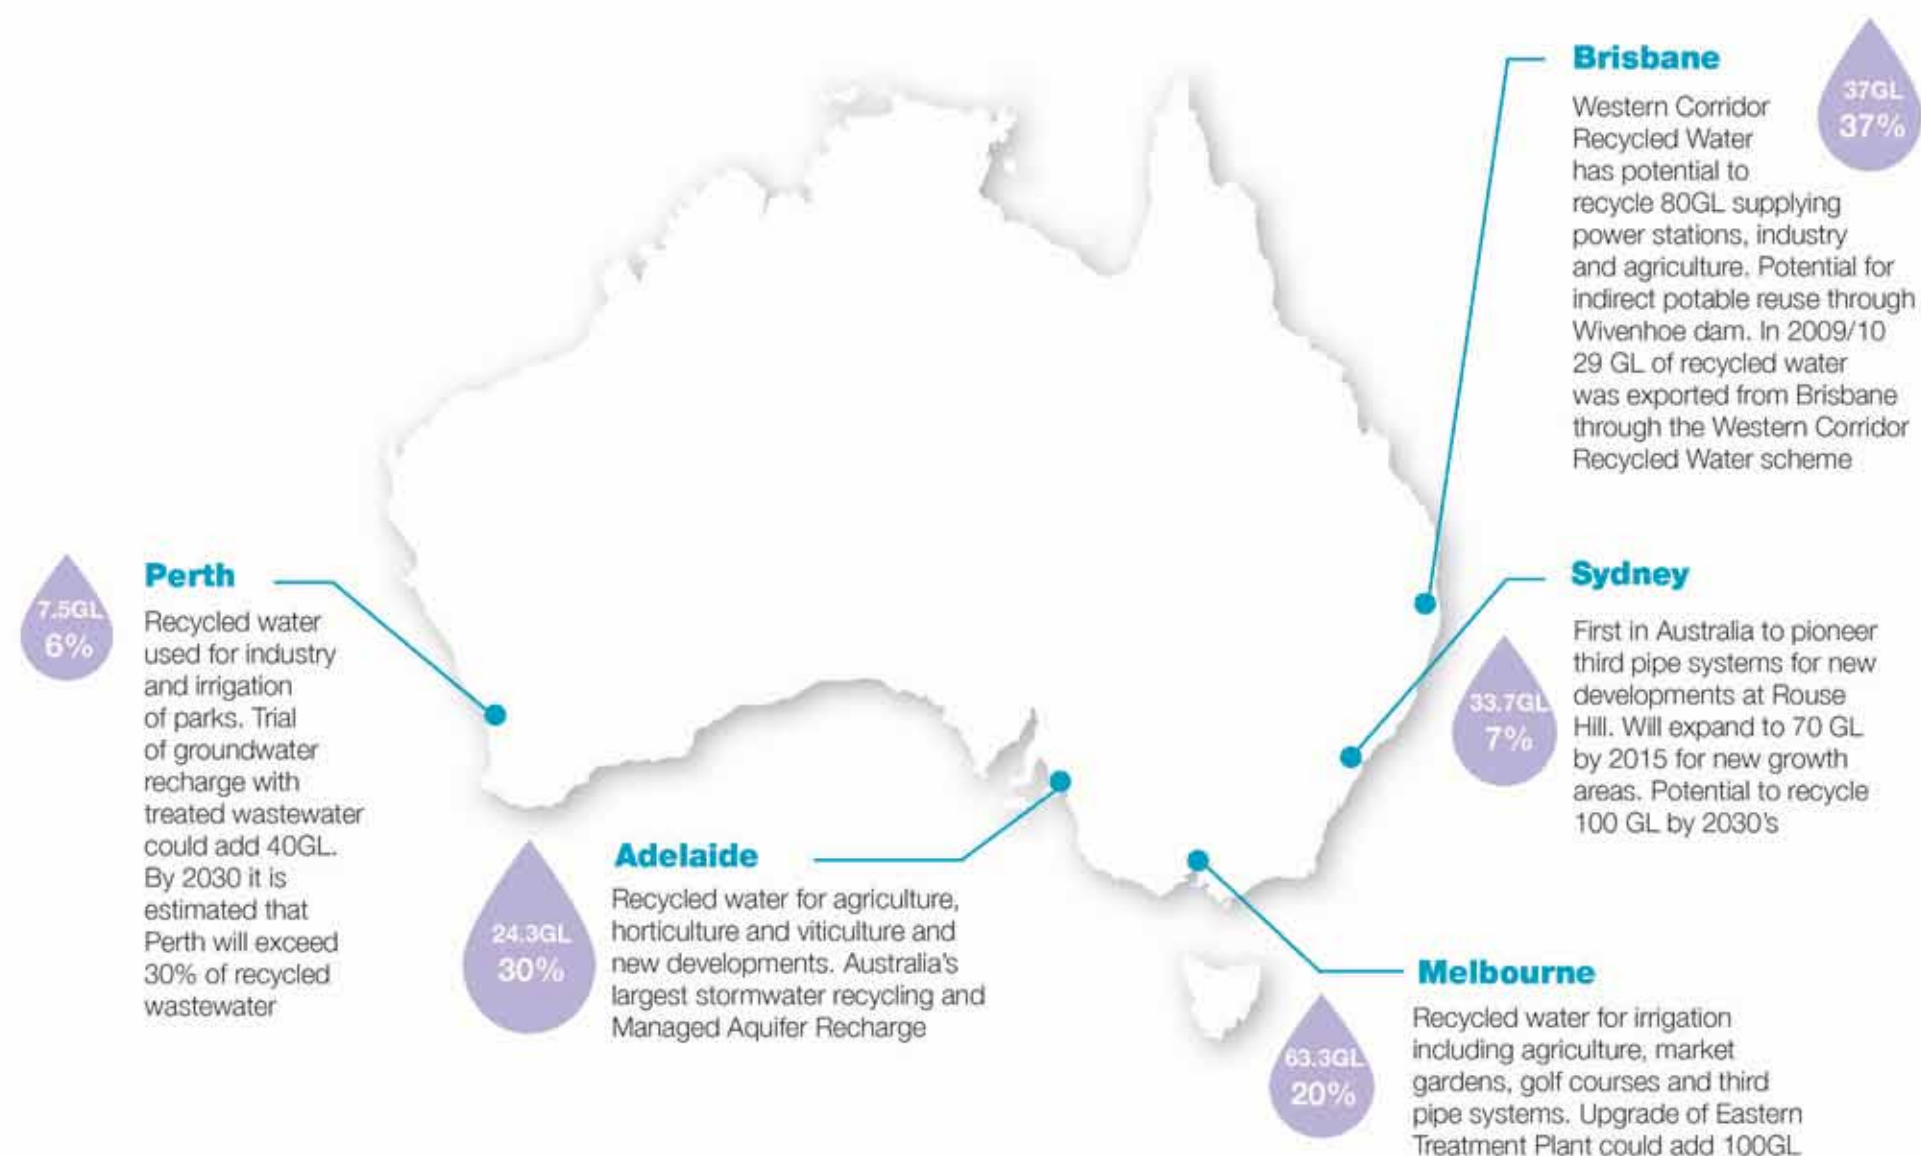 Brisbane
37GL
37%
Western Corridor
Recycled Water
has potential to
recycle 80GL supplying
power stations, industry
and agriculture. Potential for
indirect potable reuse through
Wivenhoe dam. In 2009/10
29 GL of recycled water
was exported from Brisbane
through the Western Corridor
Recycled Water scheme
Perth
7.5GL
6%
Recycled water
used for industry
and irrigation
of parks. Trial
of groundwater
recharge with
treated wastewater
could add 40GL.
By 2030 it is
estimated that
Perth will exceed
30% of recycled
wastewater
Sydney
33.7GL
7%
First in Australia to pioneer
third pipe systems for new
developments at Rouse
Hill. Will expand to 70 GL
by 2015 for new growth
areas. Potential to recycle
100 GL by 2030's
Adelaide
24.3GL
30%
Recycled water for agriculture,
horticulture and viticulture and
new developments. Australia's
largest stormwater recycling and
Managed Aquifer Recharge
Melbourne
63.3GL
20%
Recycled water for irrigation
including agriculture, market
gardens, golf courses and third
pipe systems. Upgrade of Eastern
Treatment Plant could add 100GL